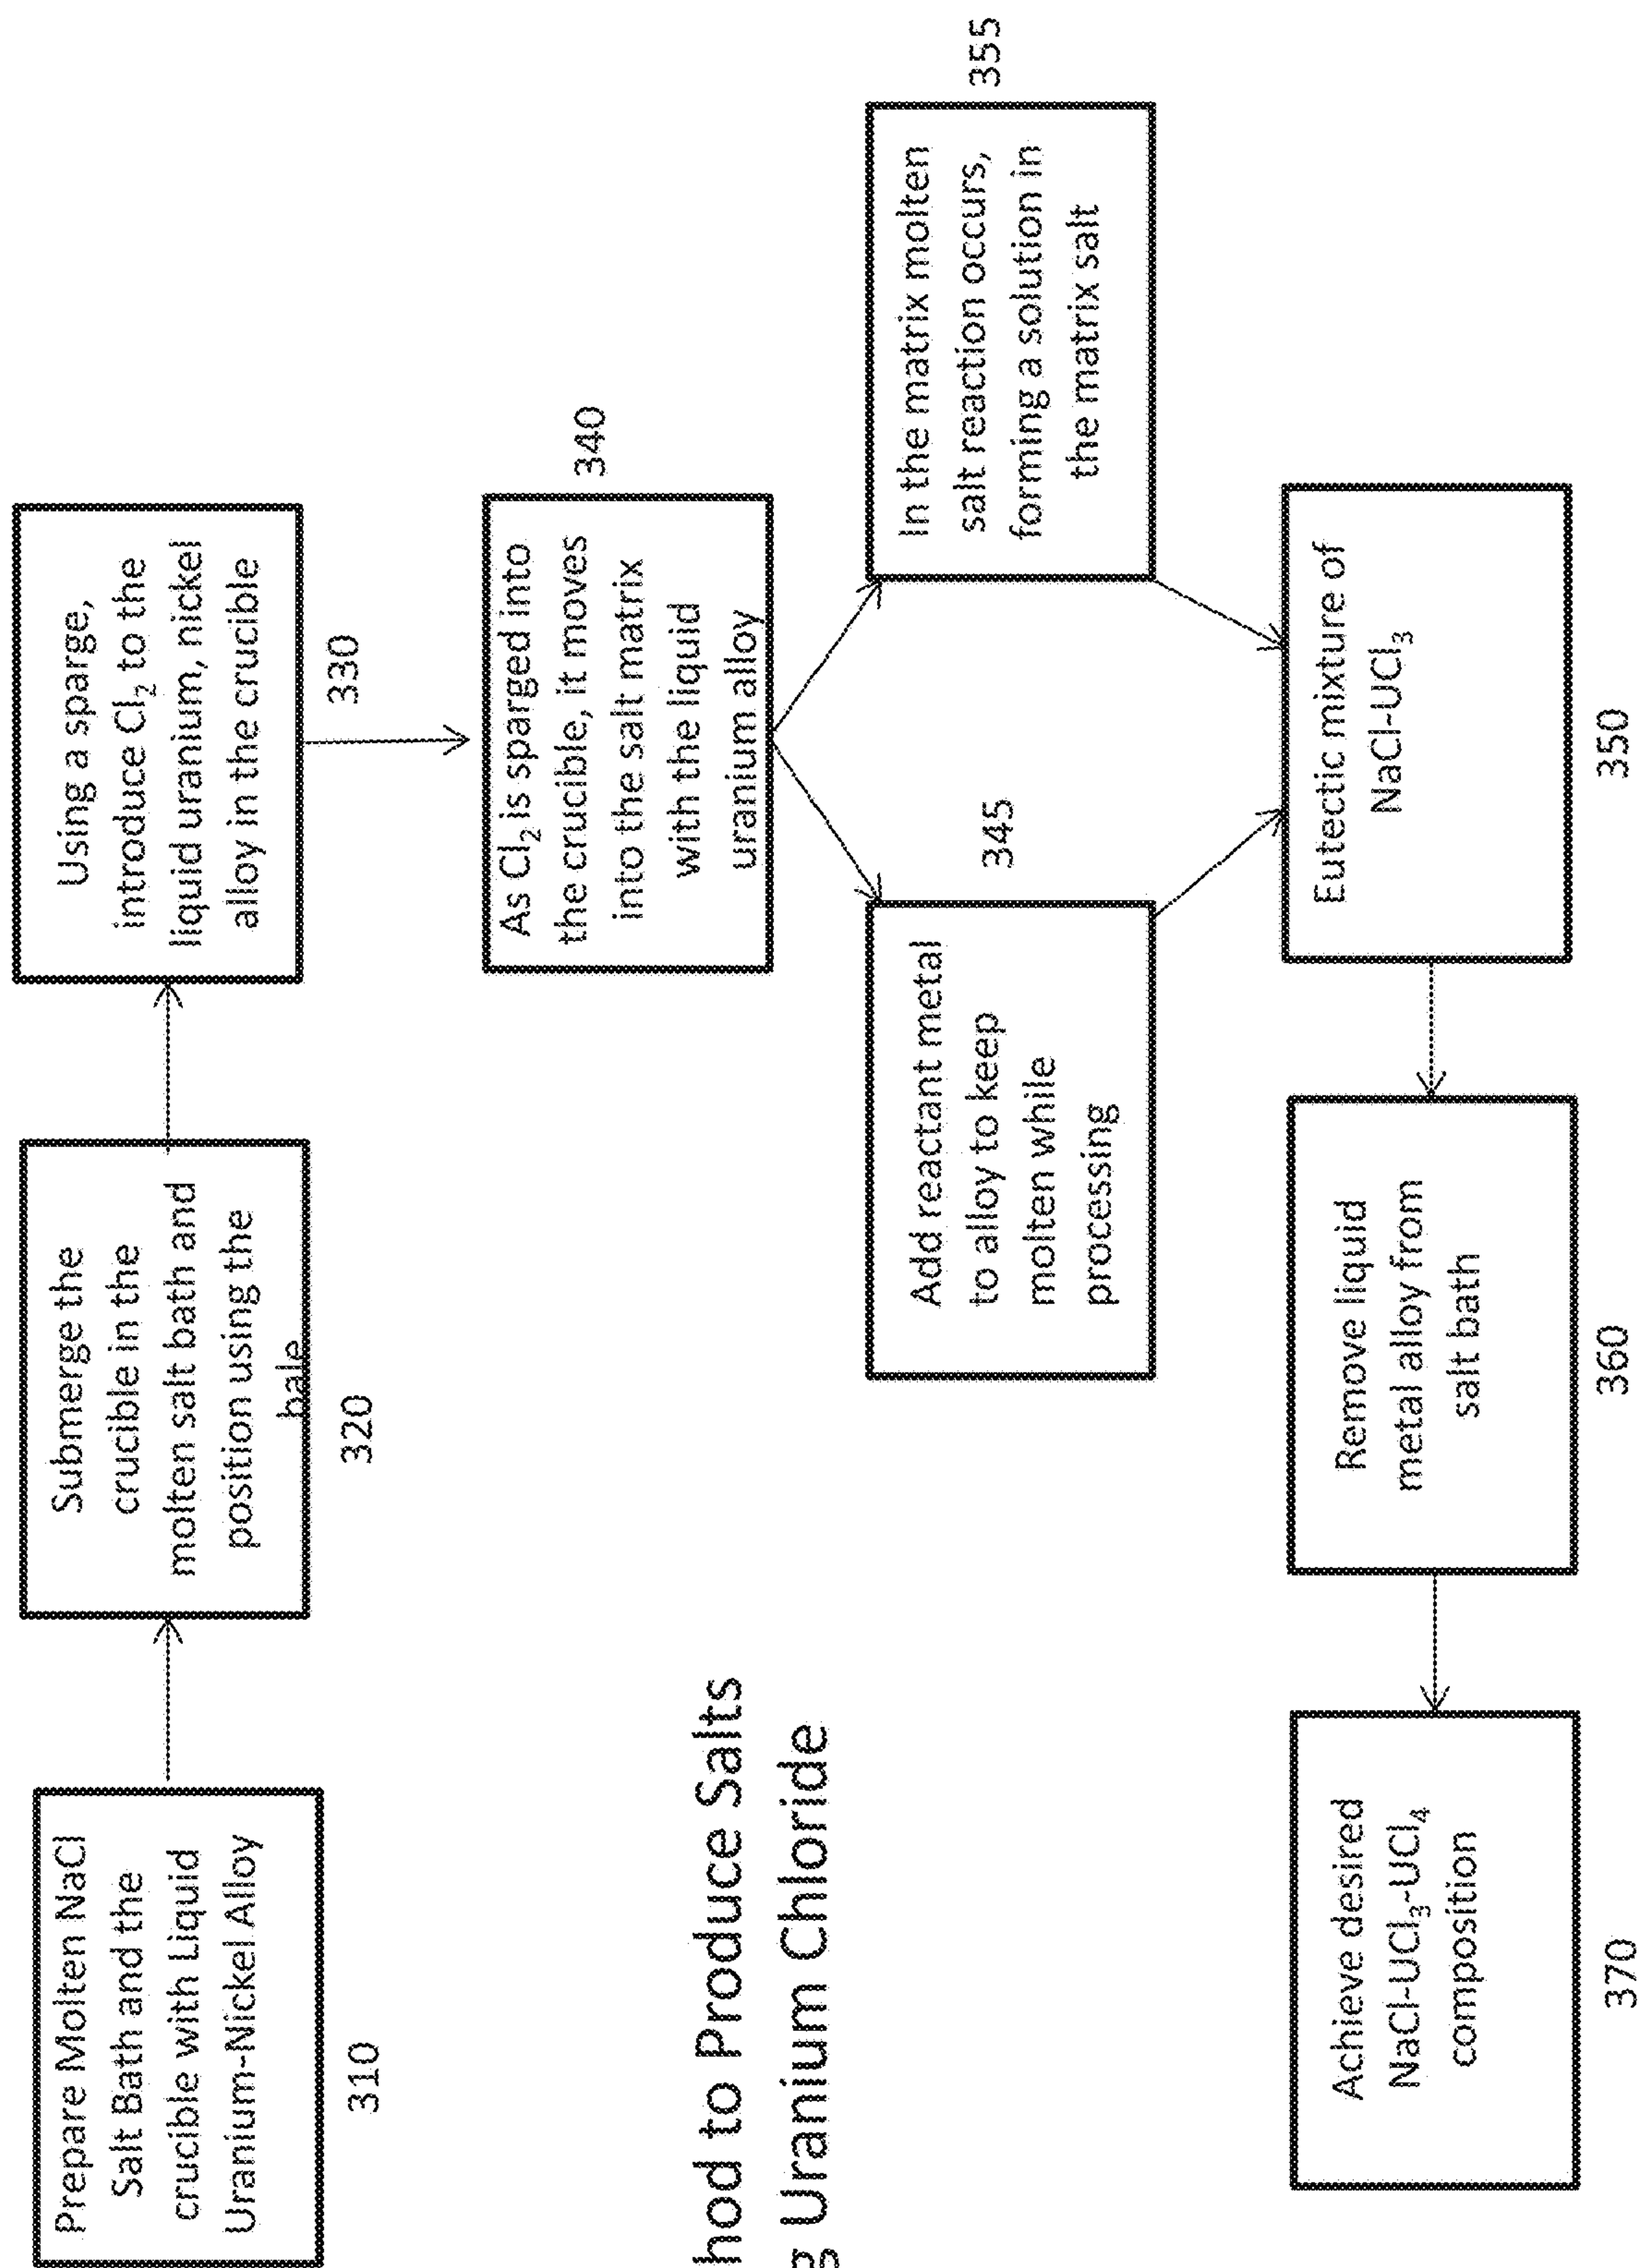 Prepare Molten NaCl
Salt Bath and the
crucible with Liquid
Uranium-Nickel Alloy
310
Submerge the
crucible in the
molten salt bath and
position using the
bale
320
Using a sparge,
introduce Cl₂ to the
liquid uranium, nickel
alloy in the crucible
330
As Cl₂ is sparged into
the crucible, it moves
into the salt matrix
with the liquid
uranium alloy
340
Add reactant metal
to alloy to keep
molten while
processing
345
In the matrix molten
salt reaction occurs,
forming a solution in
the matrix salt
355
Eutectic mixture of
NaCl-UCl₃
350
Remove liquid
metal alloy from
salt bath
360
Achieve desired
NaCl-UCl₃-UCl₄
composition
370
hod to Produce Salts
g Uranium Chloride